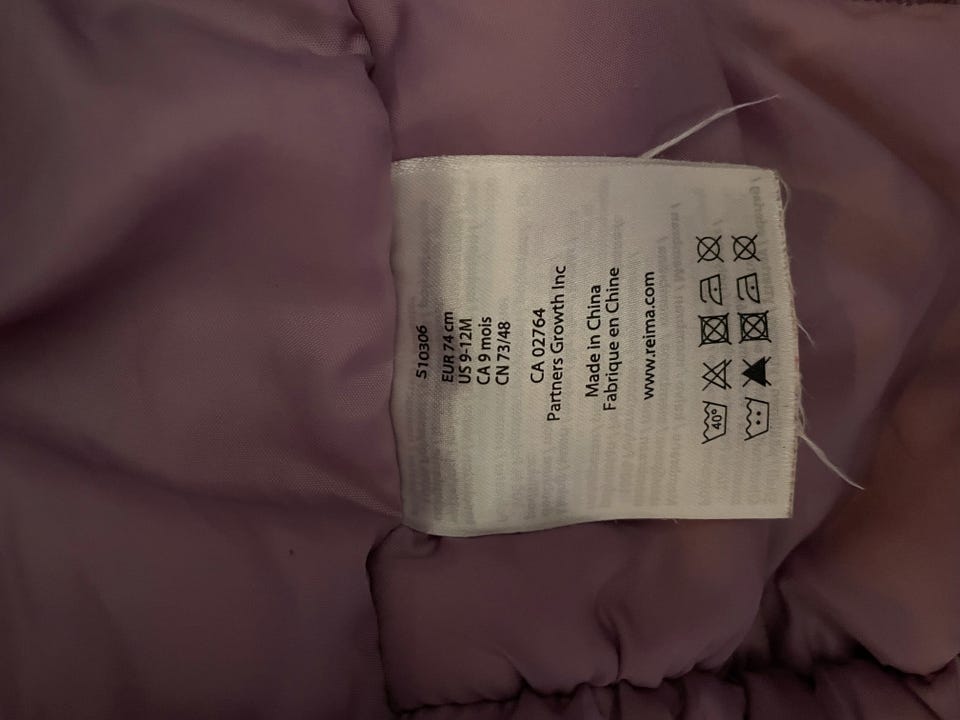 510306
EUR 74 cm
US 9-12M
CA 9 mois
CN 73/48
CA 02764
Partners Growth Inc
Made in China
Fabrique en Chine
www.reima.com
40°